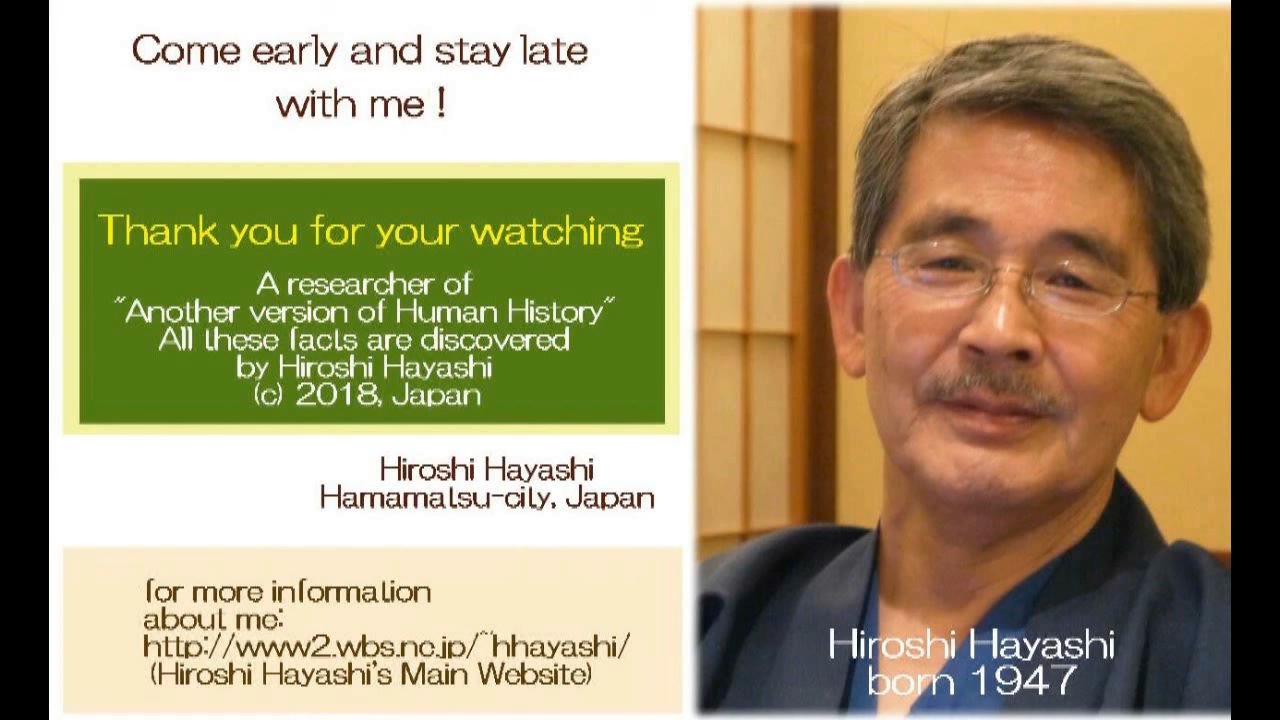 Come early and stay late
with me !
Thank you for your watching
A researcher of
"Another version of Human History"
All these facts are discovered
by Hiroshi Hayashi
(c) 2018, Japan
Hiroshi Hayashi
Hamamatsu-city, Japan
for more information
about me:
http://www2.wbs.ne.jp/~hhayashi/
(Hiroshi Hayashi's Main Website)
Hiroshi Hayashi
born 1947